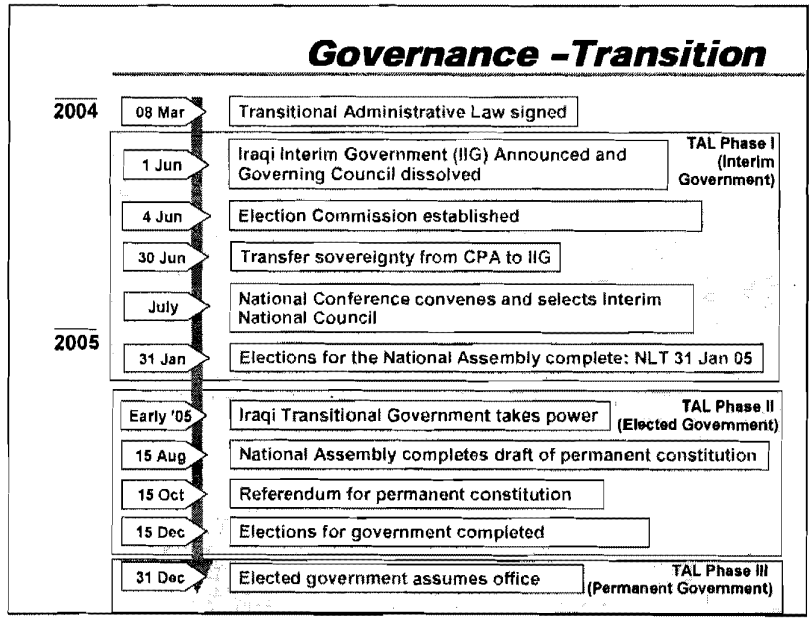 Governance –Transition
2004
08 Mar
Transitional Administrative Law signed
TAL Phase I
(Interim
Government)
1 Jun
Iraqi Interim Government (IIG) Announced and
Governing Council dissolved
4 Jun
Election Commission established
30 Jun
Transfer sovereignty from CPA to IIG
July
National Conference convenes and selects Interim
National Council
2005
31 Jan
Elections for the National Assembly complete: NLT 31 Jan 05
TAL Phase II
(Elected Government)
Early '05
Iraqi Transitional Government takes power
15 Aug
National Assembly completes draft of permanent constitution
15 Oct
Referendum for permanent constitution
15 Dec
Elections for government completed
TAL Phase III
(Permanent Government)
31 Dec
Elected government assumes office